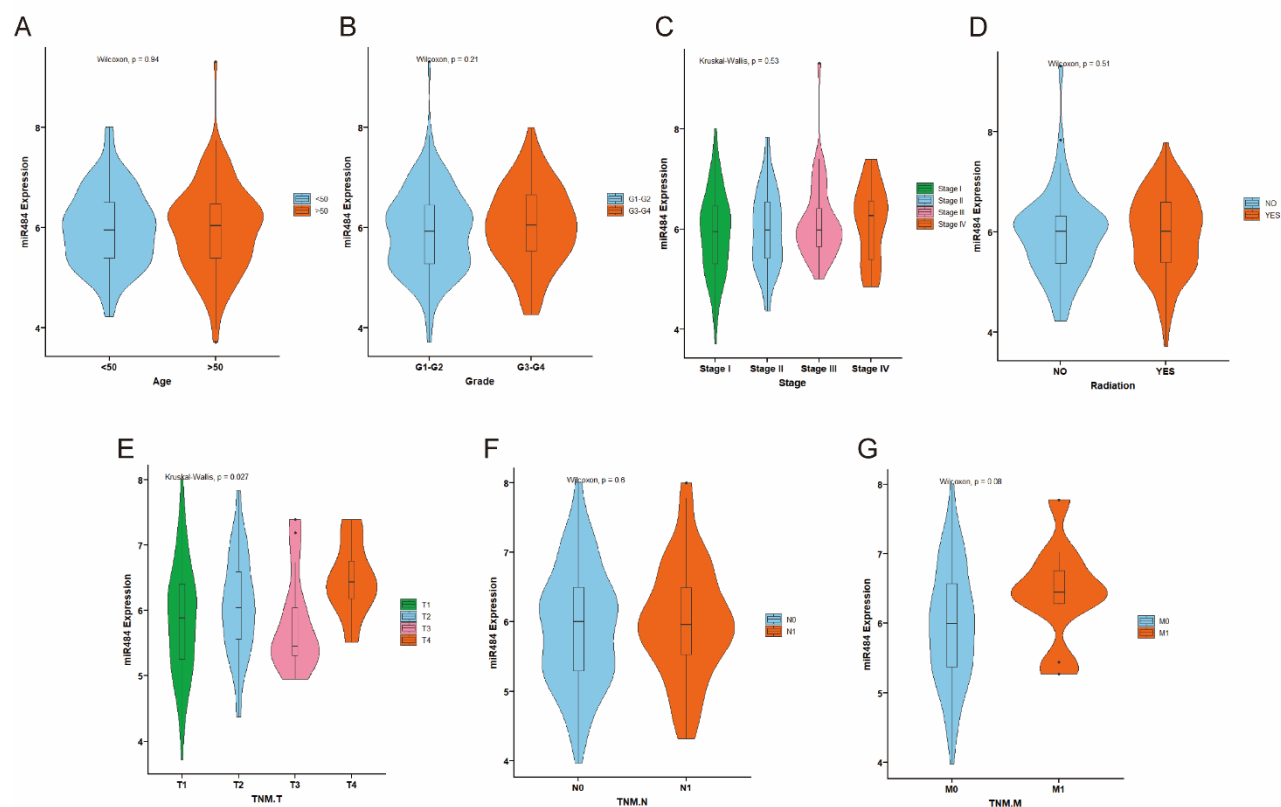 A
Wilcoxon, p = 0.94
miR484 Expression
8
6
4
<50
>50
Age
<50
>50
B
Wilcoxon, p = 0.21
miR484 Expression
8
6
4
G1-G2
G3-G4
Grade
G1-G2
G3-G4
C
Kruskal-Wallis, p = 0.53
miR484 Expression
8
6
4
Stage I
Stage II
Stage III
Stage IV
Stage
Stage I
Stage II
Stage III
Stage IV
D
Wilcoxon, p = 0.51
miR484 Expression
8
6
4
NO
YES
Radiation
NO
YES
E
Kruskal-Wallis, p = 0.027
miR484 Expression
8
7
6
5
4
T1
T2
T3
T4
TNM.T
T1
T2
T3
T4
F
Wilcoxon, p = 0.6
miR484 Expression
8
7
6
5
4
N0
N1
TNM.N
N0
N1
G
Wilcoxon, p = 0.08
miR484 Expression
8
7
6
5
4
M0
M1
TNM.M
M0
M1